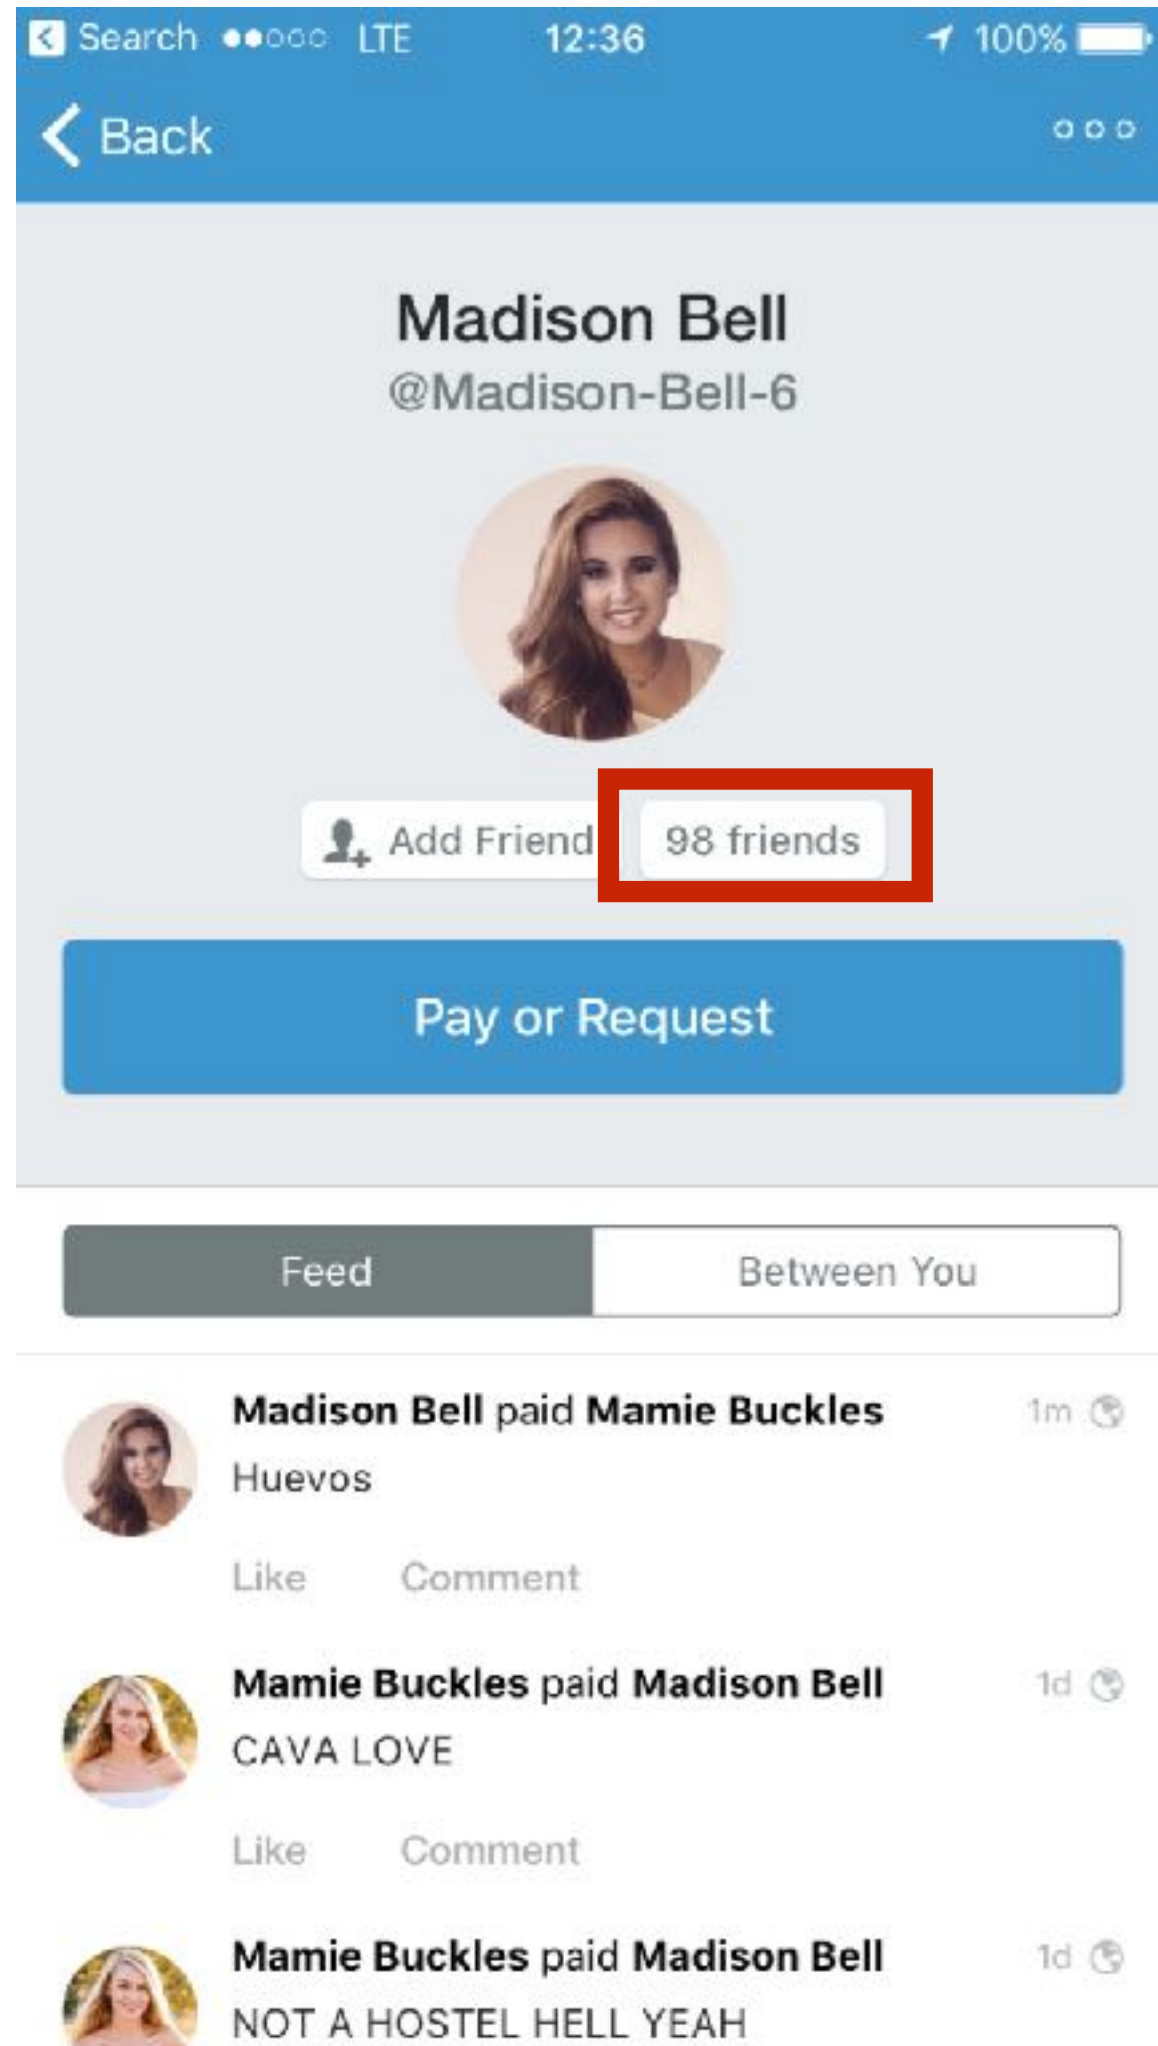 Search LTE 12:36 100%
Back
Madison Bell
@Madison-Bell-6
Add Friend 98 friends
Pay or Request
Feed Between You
Madison Bell paid Mamie Buckles 1m
Huevos
Like Comment
Mamie Buckles paid Madison Bell 1d
CAVA LOVE
Like Comment
Mamie Buckles paid Madison Bell 1d
NOT A HOSTEL HELL YEAH